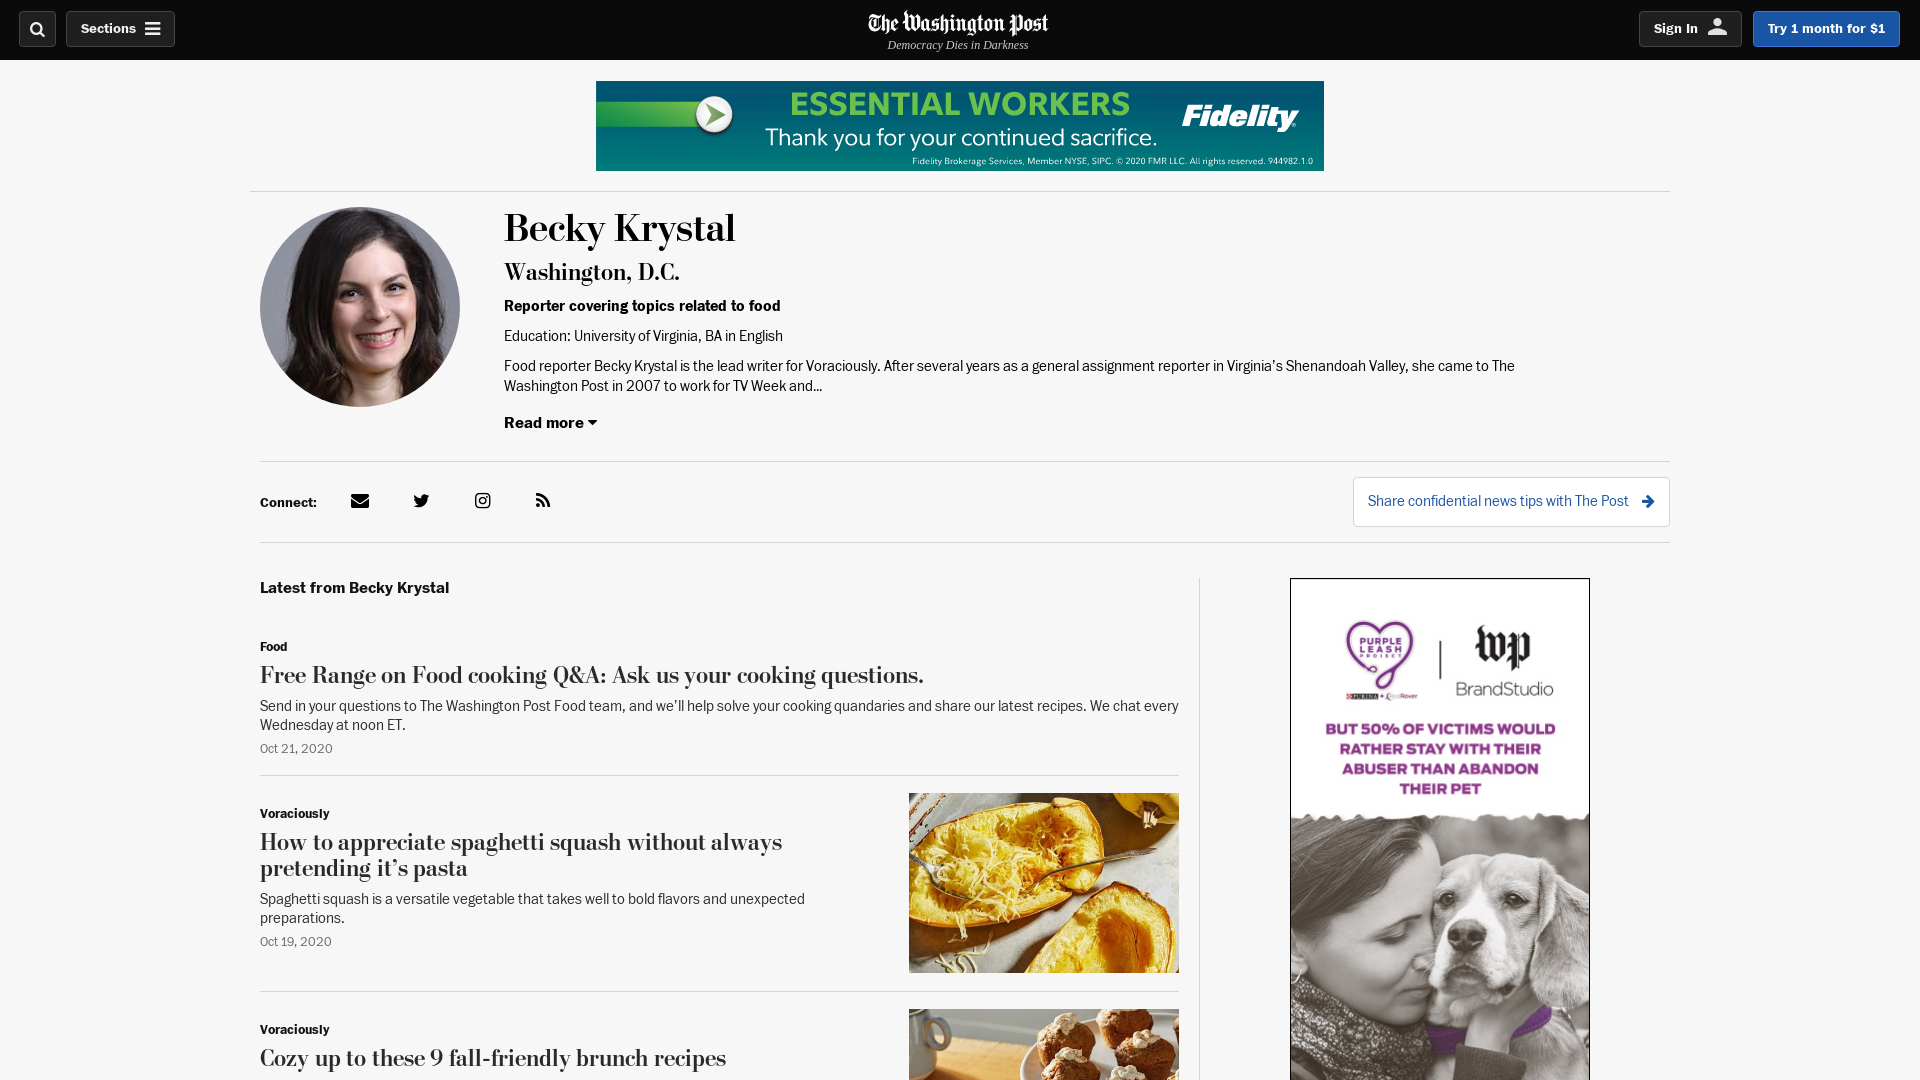 Sections
The Washington Post
Democracy Dies in Darkness
Sign In
Try 1 month for $1
ESSENTIAL WORKERS
Thank you for your continued sacrifice.
Fidelity
Fidelity Brokerage Services, Member NYSE, SIPC. © 2020 FMR LLC. All rights reserved. 944982.1.0
Becky Krystal
Washington, D.C.
Reporter covering topics related to food
Education: University of Virginia, BA in English
Food reporter Becky Krystal is the lead writer for Voraciously. After several years as a general assignment reporter in Virginia's Shenandoah Valley, she came to The
Washington Post in 2007 to work for TV Week and...
Read more
Connect:
Share confidential news tips with The Post
Latest from Becky Krystal
Food
Free Range on Food cooking Q&A: Ask us your cooking questions.
Send in your questions to The Washington Post Food team, and we'll help solve your cooking quandaries and share our latest recipes. We chat every
Wednesday at noon ET.
Oct 21, 2020
Voraciously
How to appreciate spaghetti squash without always
pretending it’s pasta
Spaghetti squash is a versatile vegetable that takes well to bold flavors and unexpected
preparations.
Oct 19, 2020
Voraciously
Cozy up to these 9 fall-friendly brunch recipes
PURPLE
LEASH
PROJECT
PURINA
wp
BrandStudio
BUT 50% OF VICTIMS WOULD
RATHER STAY WITH THEIR
ABUSER THAN ABANDON
THEIR PET